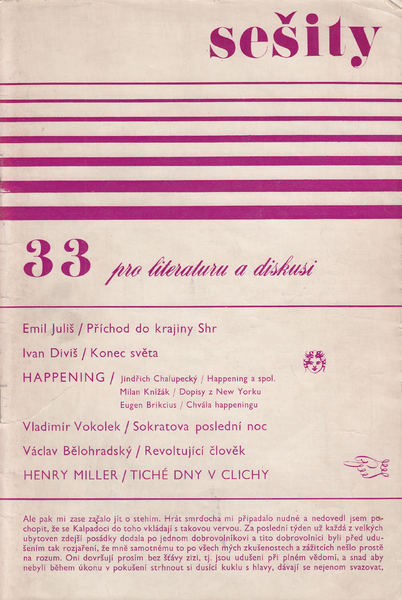 sešity
33 pro literaturu a diskusi
Emil Juliš / Příchod do krajiny Shr
Ivan Diviš / Konec světa
HAPPENING / Jindřich Chalupecký / Happening a spol.
Milan Knížák / Dopisy z New Yorku
Eugen Brikcius / Chvála happeningu
Vladimír Vokolek / Sokratova poslední noc
Václav Bělohradský / Revoltující člověk
HENRY MILLER / TICHÉ DNY V CLICHY
Ale pak mi zase začalo jít o stehim. Hrát smrdocha mi připadalo nudné a nedovedl jsem po-
chopit, že se Kalpadoci do toho vkládají s takovou vervou. Za poslední týden už každá z velkých
ubytoven zdejší posádky dodala po jednom dobrovolníkovi a tito dobrovolníci byli před udu-
šením tak rozjařeni, že mně samotnému to po všech mých zkušenostech a zážitcích nešlo prostě
na rozum. Oni dovršují prosím bez šťávy zizi, tj. jsou udušeni při plném vědomí, a snad aby
nebyli během úkonu v pokušení strhnout si dusící kuklu s hlavy, dávají se nejenom svazovat,